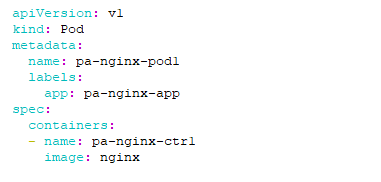 apiVersion: v1
kind: Pod
metadata:
  name: pa-nginx-pod1
  labels:
    app: pa-nginx-app
spec:
  containers:
  - name: pa-nginx-ctrl
    image: nginx